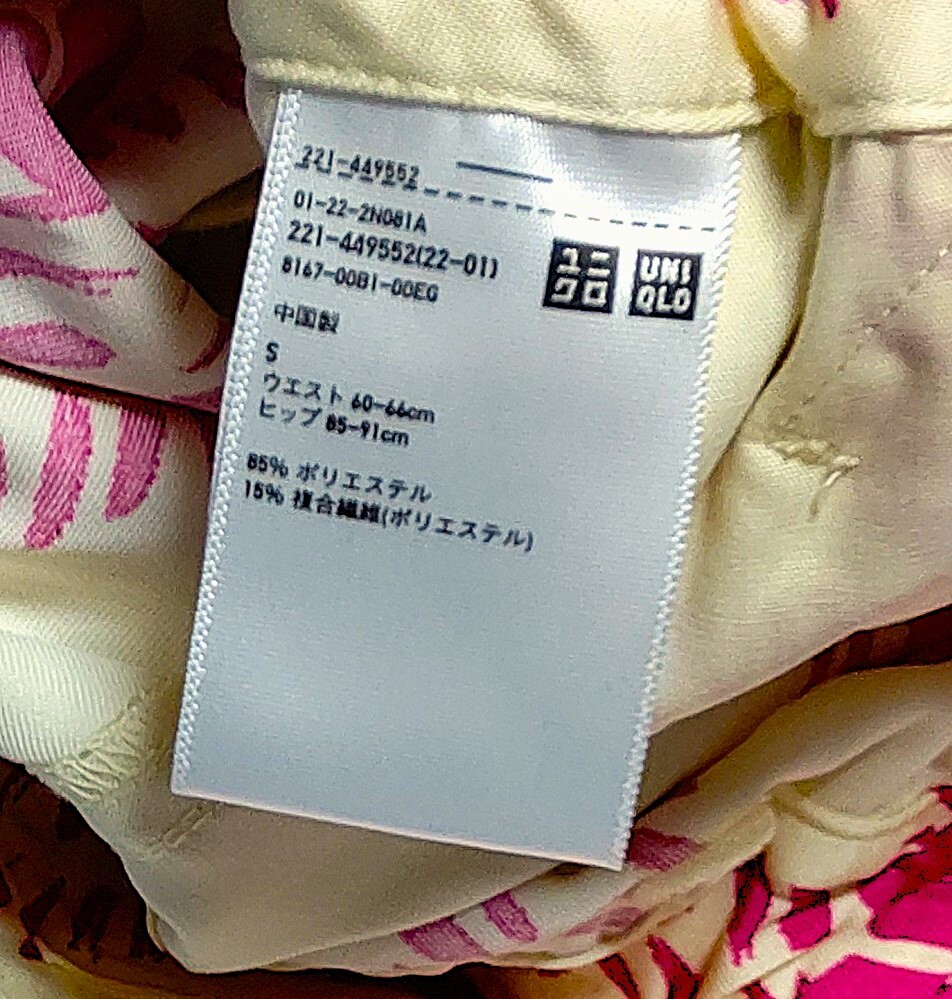 221-449552
01-22-2N081A
221-449552(22-01)
8167-00B1-00EG
ユニ
クロ
UNI
QLO
中国製
S
ウエスト 60-66cm
ヒップ 85-91cm
85% ポリエステル
15% 複合繊維(ポリエステル)